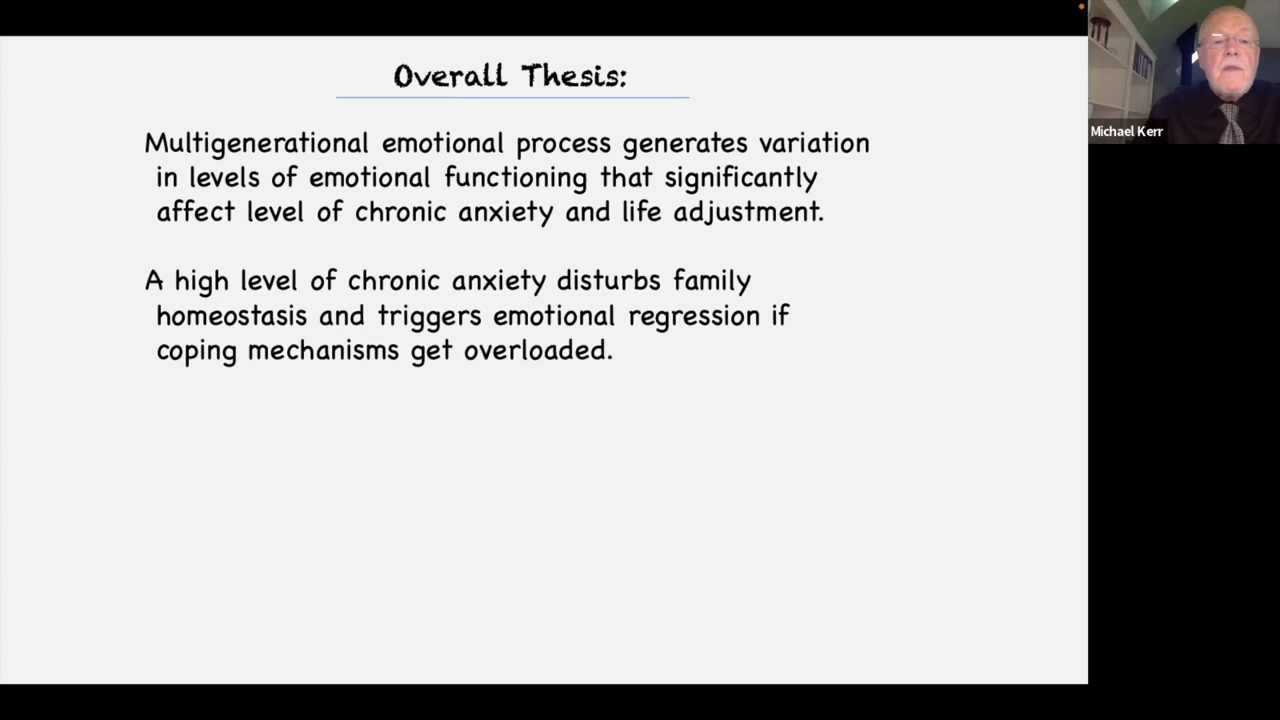 Overall Thesis:
Multigenerational emotional process generates variation
in levels of emotional functioning that significantly
affect level of chronic anxiety and life adjustment.
A high level of chronic anxiety disturbs family
homeostasis and triggers emotional regression if
coping mechanisms get overloaded.
Michael Kerr